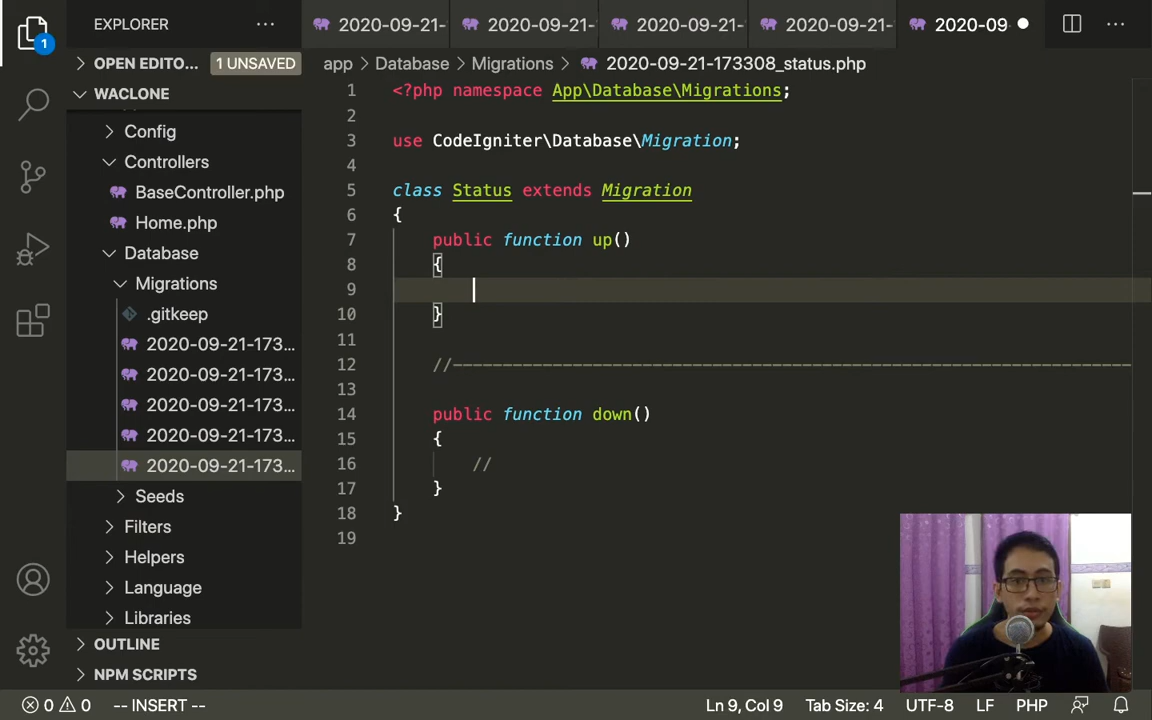 EXPLORER
1
2020-09-21-
2020-09-21-
2020-09-21-
2020-09-21-
2020-09
OPEN EDITO...
1 UNSAVED
app > Database > Migrations > 2020-09-21-173308_status.php
WACLONE
Config
Controllers
BaseController.php
Home.php
Database
Migrations
.gitkeep
2020-09-21-173...
2020-09-21-173...
2020-09-21-173...
2020-09-21-173...
2020-09-21-173...
Seeds
Filters
Helpers
Language
Libraries
OUTLINE
NPM SCRIPTS
1 <?php namespace App\Database\Migrations;
2
3 use CodeIgniter\Database\Migration;
4
5 class Status extends Migration
6 {
7 public function up()
8 {
9
10 }
11
12 //--------------------------------------------------------------------
13
14 public function down()
15 {
16 //
17 }
18 }
19
0 0 -- INSERT -- Ln 9, Col 9 Tab Size: 4 UTF-8 LF PHP